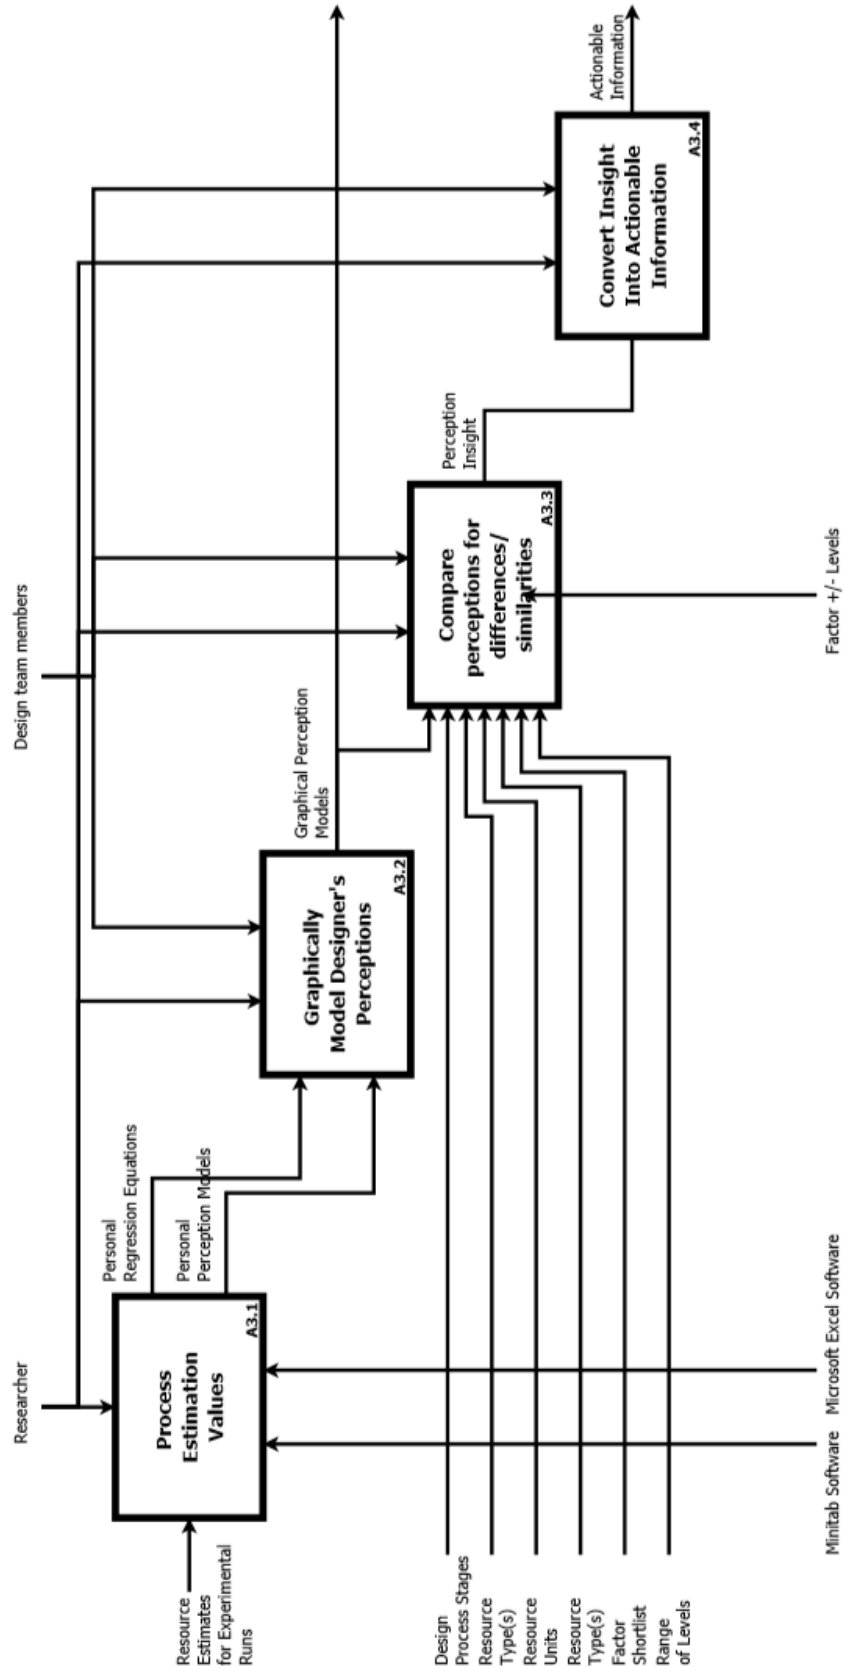 Researcher
Design team members
Resource
Estimates
for Experimental
Runs
Process
Estimation
Values
A3.1
Personal
Regression Equations
Personal
Perception Models
Graphically
Model Designer's
Perceptions
A3.2
Graphical Perception
Models
Design
Process Stages
Resource
Type(s)
Resource
Units
Resource
Type(s)
Factor
Shortlist
Range
of Levels
Compare
perceptions for
differences/
similarities
A3.3
Perception
Insight
Convert Insight
Into Actionable
Information
A3.4
Actionable
Information
Minitab Software
Microsoft Excel Software
Factor +/- Levels